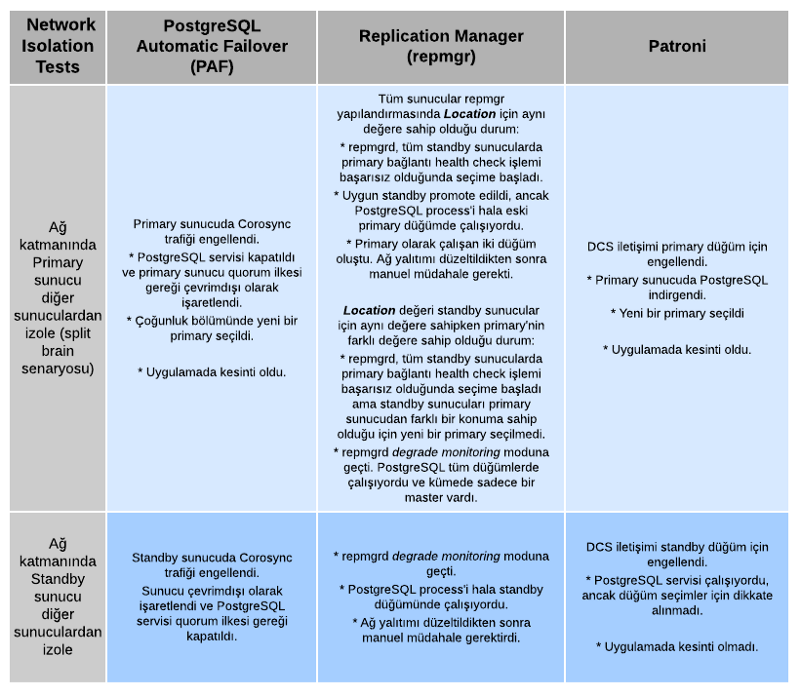 Network
Isolation
Tests
PostgreSQL
Automatic Failover
(PAF)
Replication Manager
(repmgr)
Patroni
Ağ
katmanında
Primary
sunucu
diğer
sunuculardan
izole (split
brain
senaryosu)
Primary sunucuda Corosync
trafiği engellendi.
* PostgreSQL servisi kapatıldı
ve primary sunucu quorum ilkesi
gereği çevrimdışı olarak
işaretlendi.
* Çoğunluk bölümünde yeni bir
primary seçildi.
* Uygulamada kesinti oldu.
Tüm sunucular repmgr
yapılandırmasında Location için aynı
değere sahip olduğu durum:
* repmgrd, tüm standby sunucularda
primary bağlantı health check işlemi
başarısız olduğunda seçime başladı.
* Uygun standby promote edildi, ancak
PostgreSQL process'i hala eski
primary düğümde çalışıyordu.
* Primary olarak çalışan iki düğüm
oluştu. Ağ yalıtımı düzeltildikten sonra
manuel müdahale gerekti.
Location değeri standby sunucular
için aynı değere sahipken primary'nin
farklı değere sahip olduğu durum:
* repmgrd, tüm standby sunucularda
primary bağlantı health check işlemi
başarısız olduğunda seçime başladı
ama standby sunucuları primary
sunucudan farklı bir konuma sahip
olduğu için yeni bir primary seçilmedi.
* repmgrd degrade monitoring moduna
geçti. PostgreSQL tüm düğümlerde
çalışıyordu ve kümede sadece bir
master vardı.
DCS iletişimi primary düğüm için
engellendi.
* Primary sunucuda PostgreSQL
indirgendi.
* Yeni bir primary seçildi
* Uygulamada kesinti oldu.
Ağ
katmanında
Standby
sunucu
diğer
sunuculardan
izole
Standby sunucuda Corosync
trafiği engellendi.
Sunucu çevrimdışı olarak
işaretlendi ve PostgreSQL
servisi quorum ilkesi gereği
kapatıldı.
* repmgrd degrade monitoring moduna
geçti.
* PostgreSQL process'i hala standby
düğümünde çalışıyordu.
* Ağ yalıtımı düzeltildikten sonra
manuel müdahale gerektirdi.
DCS iletişimi standby düğüm için
engellendi.
* PostgreSQL servisi çalışıyordu,
ancak düğüm seçimler için dikkate
alınmadı.
* Uygulamada kesinti olmadı.